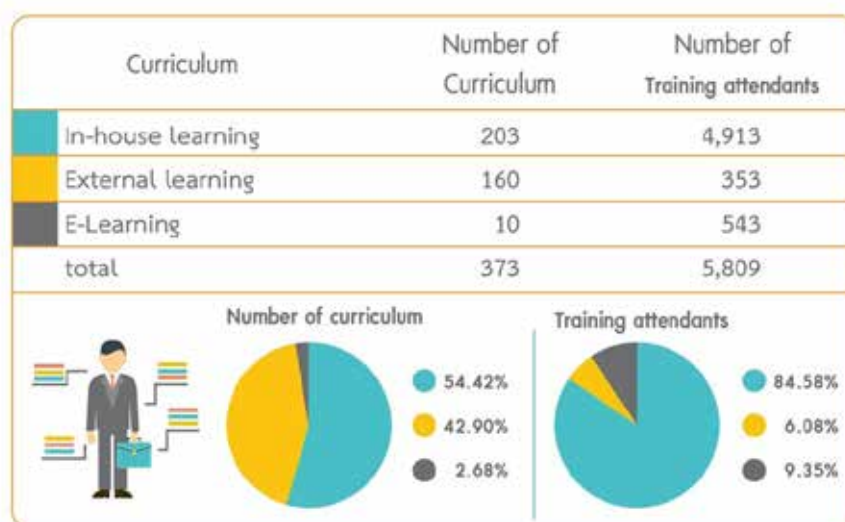 Curriculum Number of Curriculum Number of Training attendants
In-house learning 203 4,913
External learning 160 353
E-Learning 10 543
total 373 5,809
Number of curriculum
54.42%
42.90%
2.68%
Training attendants
84.58%
6.08%
9.35%